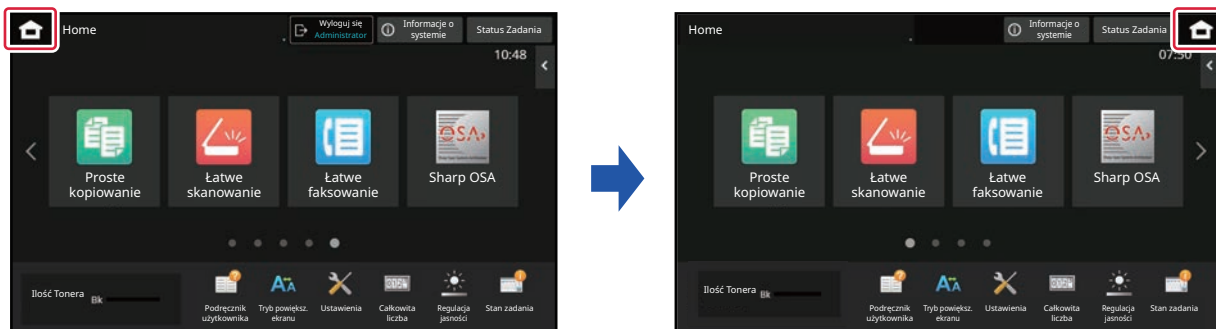 Home
Wyloguj się
Administrator
Informacje o
systemie
Status Zadania
10:48
Proste
kopiowanie
Łatwe
skanowanie
Łatwe
faksowanie
OSA
Sharp OSA
Ilość Tonera
Bk
Podręcznik
użytkownika
Tryb powiększ.
ekranu
Ustawienia
Całkowita
liczba
Regulacja
jasności
Stan zadania
Home
Informacje o
systemie
Status Zadania
07:50
Proste
kopiowanie
Łatwe
skanowanie
Łatwe
faksowanie
OSA
Sharp OSA
Ilość Tonera
Bk
Podręcznik
użytkownika
Tryb powiększ.
ekranu
Ustawienia
Całkowita
liczba
Regulacja
jasności
Stan zadania